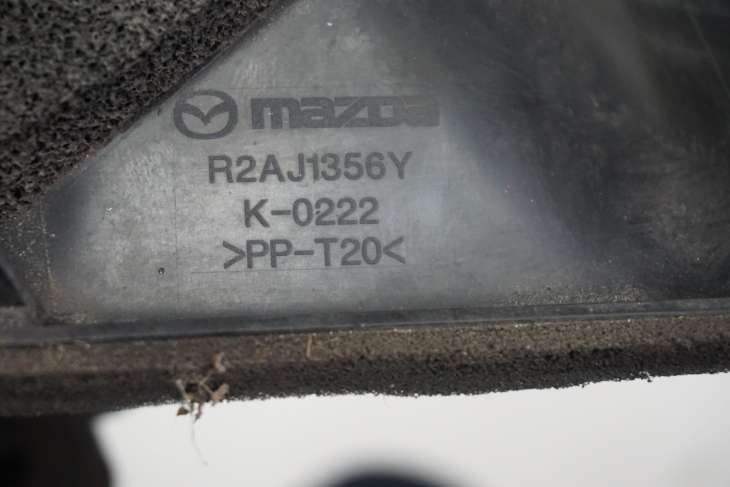 mazda
R2AJ1356Y
K-0222
>PP-T20<